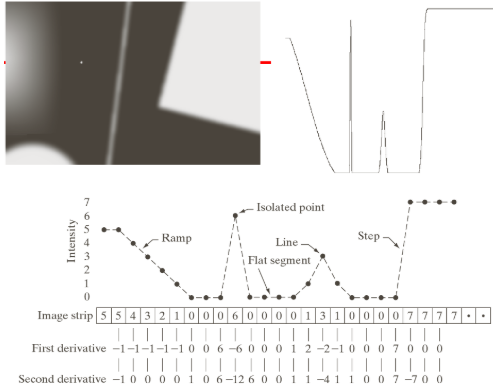 7
6 Isolated point
5
4 Ramp Line Step
3 Flat segment
2
1
0
Intensity
Image strip 5 5 4 3 2 1 0 0 0 6 0 0 0 0 1 3 1 0 0 0 0 7 7 7 7 • •
First derivative −1 −1 −1 −1 −1 0 0 6 −6 0 0 0 1 2 −2 −1 0 0 0 7 0 0 0
Second derivative −1 0 0 0 0 1 0 6 −12 6 0 0 1 1 −4 1 1 0 0 7 −7 0 0